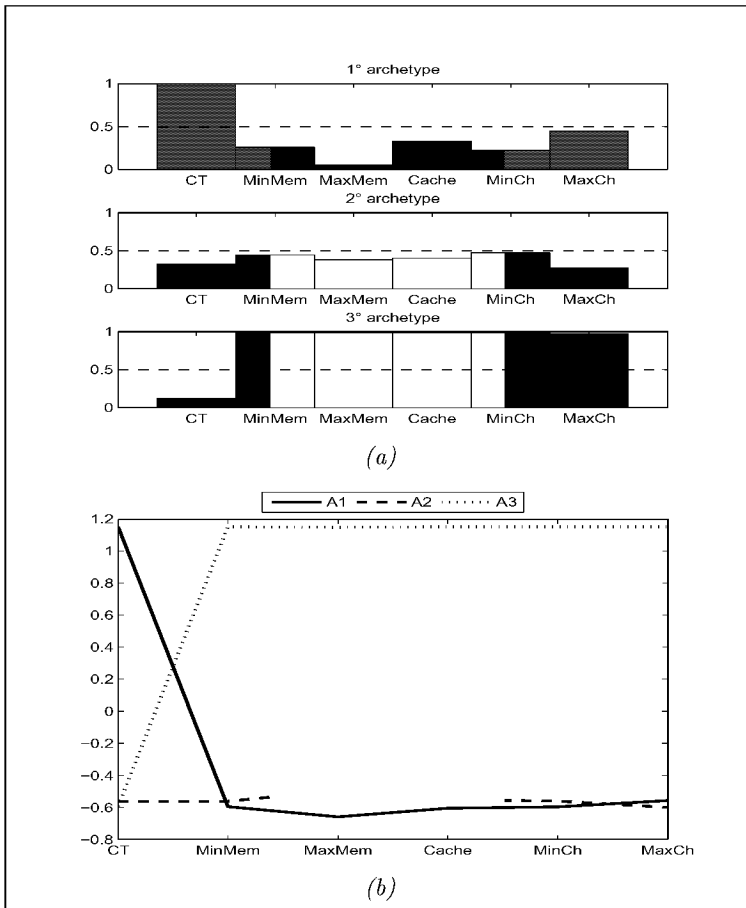 1° archetype
1
0.5
0
CT MinMem MaxMem Cache MinCh MaxCh
2° archetype
1
0.5
0
CT MinMem MaxMem Cache MinCh MaxCh
3° archetype
1
0.5
0
CT MinMem MaxMem Cache MinCh MaxCh
(a)
A1 A2 A3
1.2
1
0.8
0.6
0.4
0.2
0
−0.2
−0.4
−0.6
−0.8
CT MinMem MaxMem Cache MinCh MaxCh
(b)